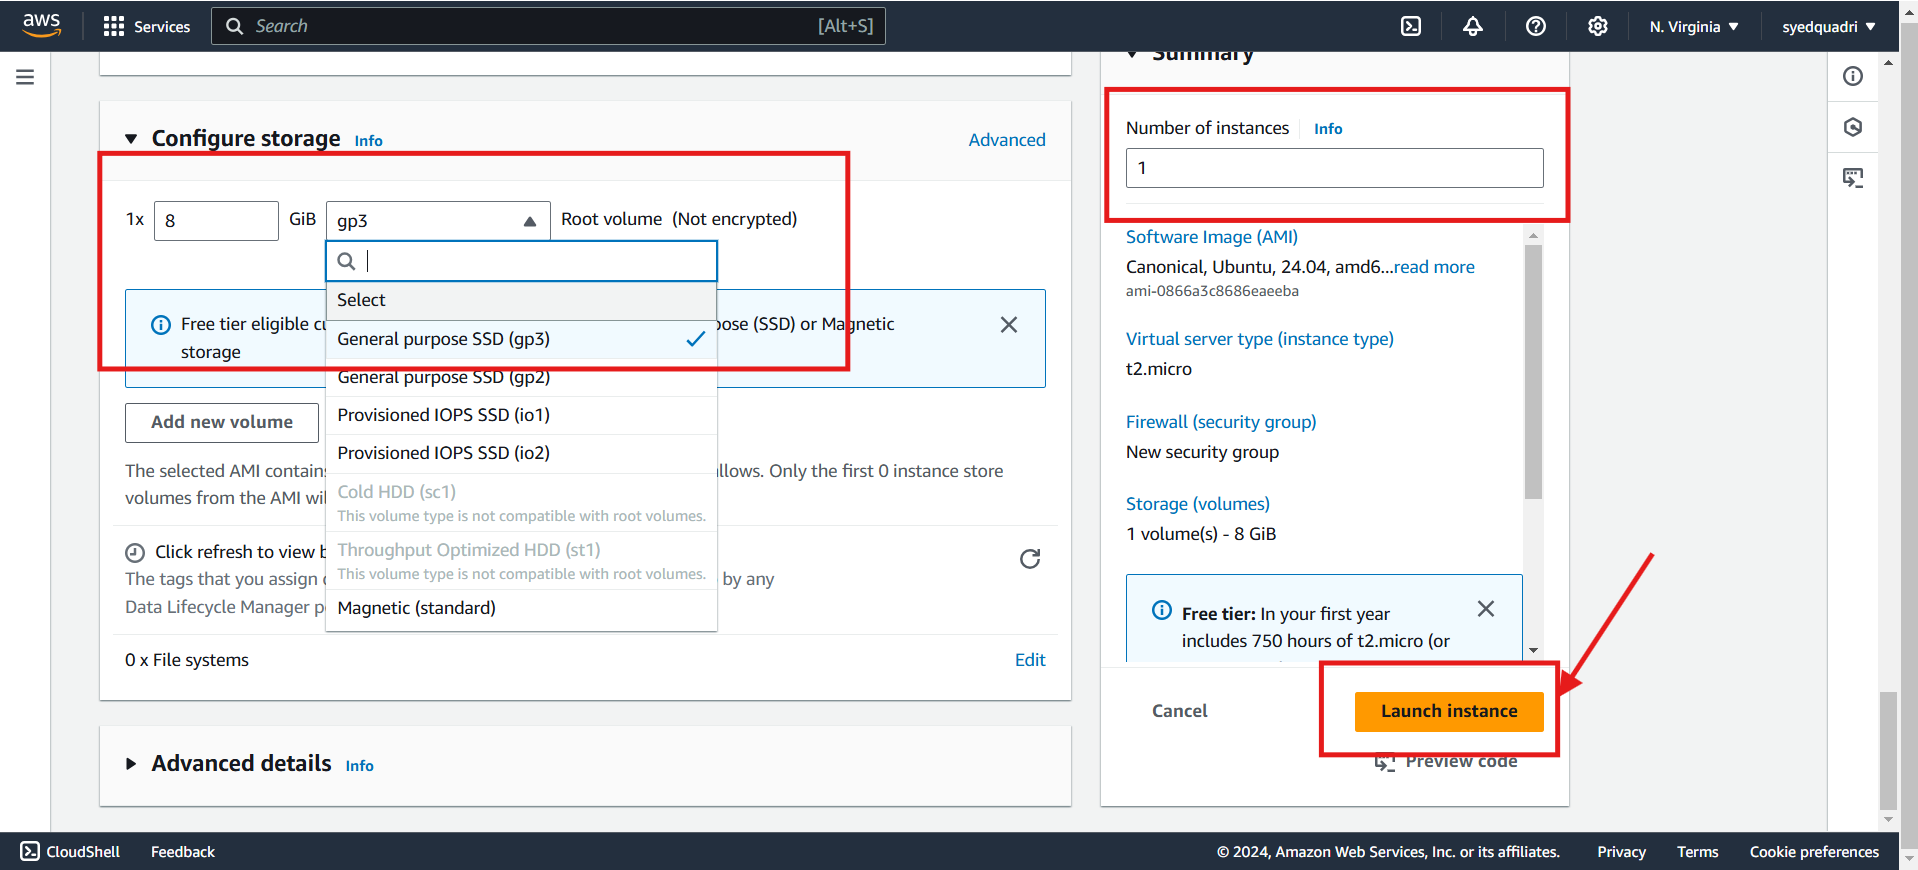 aws
Services
Search
[Alt+S]
N. Virginia
syedquadri
Configure storage
Info
Advanced
1x
8
GiB
gp3
Root volume (Not encrypted)
Select
Free tier eligible cu
ose (SSD) or Magnetic
storage
General purpose SSD (gp3)
General purpose SSD (gp2)
Provisioned IOPS SSD (io1)
Provisioned IOPS SSD (io2)
Cold HDD (sc1)
This volume type is not compatible with root volumes.
Throughput Optimized HDD (st1)
This volume type is not compatible with root volumes.
Magnetic (standard)
Add new volume
The selected AMI contains
llows. Only the first 0 instance store
volumes from the AMI wil
Click refresh to view b
The tags that you assign
by any
Data Lifecycle Manager p
0 x File systems
Edit
Advanced details
Info
Summary
Number of instances
Info
1
Software Image (AMI)
Canonical, Ubuntu, 24.04, amd6...read more
ami-0866a3c8686eaeeba
Virtual server type (instance type)
t2.micro
Firewall (security group)
New security group
Storage (volumes)
1 volume(s) - 8 GiB
Free tier: In your first year
includes 750 hours of t2.micro (or
Cancel
Launch instance
Preview code
CloudShell
Feedback
© 2024, Amazon Web Services, Inc. or its affiliates.
Privacy
Terms
Cookie preferences